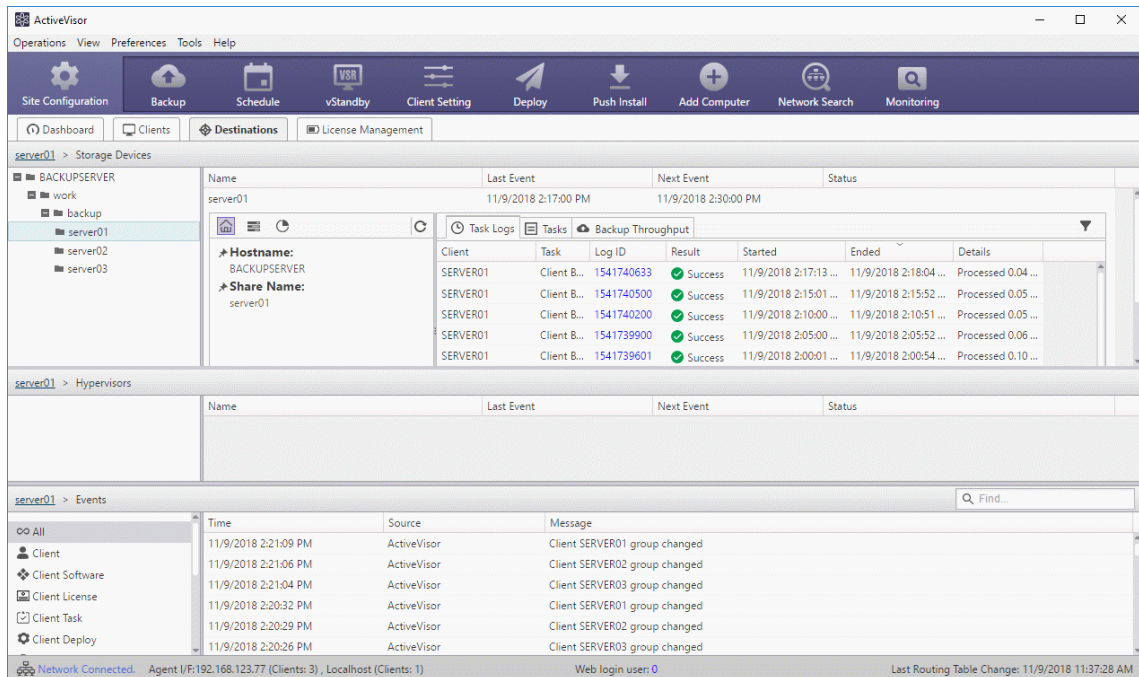 ActiveVisor
Operations View Preferences Tools Help
VSR
Site Configuration Backup Schedule vStandby Client Setting Deploy Push Install Add Computer Network Search Monitoring
Dashboard Clients Destinations License Management
server01 > Storage Devices
BACKUPSERVER
work
backup
server01
server02
server03
Name Last Event Next Event Status
server01 11/9/2018 2:17:00 PM 11/9/2018 2:30:00 PM
Hostname:
BACKUPSERVER
Share Name:
server01
Task Logs Tasks Backup Throughput
Client Task Log ID Result Started Ended Details
SERVER01 Client B... 1541740633 Success 11/9/2018 2:17:13 ... 11/9/2018 2:18:04 ... Processed 0.04 ...
SERVER01 Client B... 1541740500 Success 11/9/2018 2:15:01 ... 11/9/2018 2:15:52 ... Processed 0.05 ...
SERVER01 Client B... 1541740200 Success 11/9/2018 2:10:00 ... 11/9/2018 2:10:51 ... Processed 0.05 ...
SERVER01 Client B... 1541739900 Success 11/9/2018 2:05:00 ... 11/9/2018 2:05:52 ... Processed 0.06 ...
SERVER01 Client B... 1541739601 Success 11/9/2018 2:00:01 ... 11/9/2018 2:00:54 ... Processed 0.10 ...
server01 > Hypervisors
Name Last Event Next Event Status
server01 > Events
Find...
All
Client
Client Software
Client License
Client Task
Client Deploy
Time Source Message
11/9/2018 2:21:09 PM ActiveVisor Client SERVER01 group changed
11/9/2018 2:21:06 PM ActiveVisor Client SERVER02 group changed
11/9/2018 2:21:04 PM ActiveVisor Client SERVER03 group changed
11/9/2018 2:20:32 PM ActiveVisor Client SERVER01 group changed
11/9/2018 2:20:29 PM ActiveVisor Client SERVER02 group changed
11/9/2018 2:20:26 PM ActiveVisor Client SERVER03 group changed
Network Connected. Agent I/F:192.168.123.77 (Clients: 3) , Localhost (Clients: 1) Web login user: 0 Last Routing Table Change: 11/9/2018 11:37:28 AM